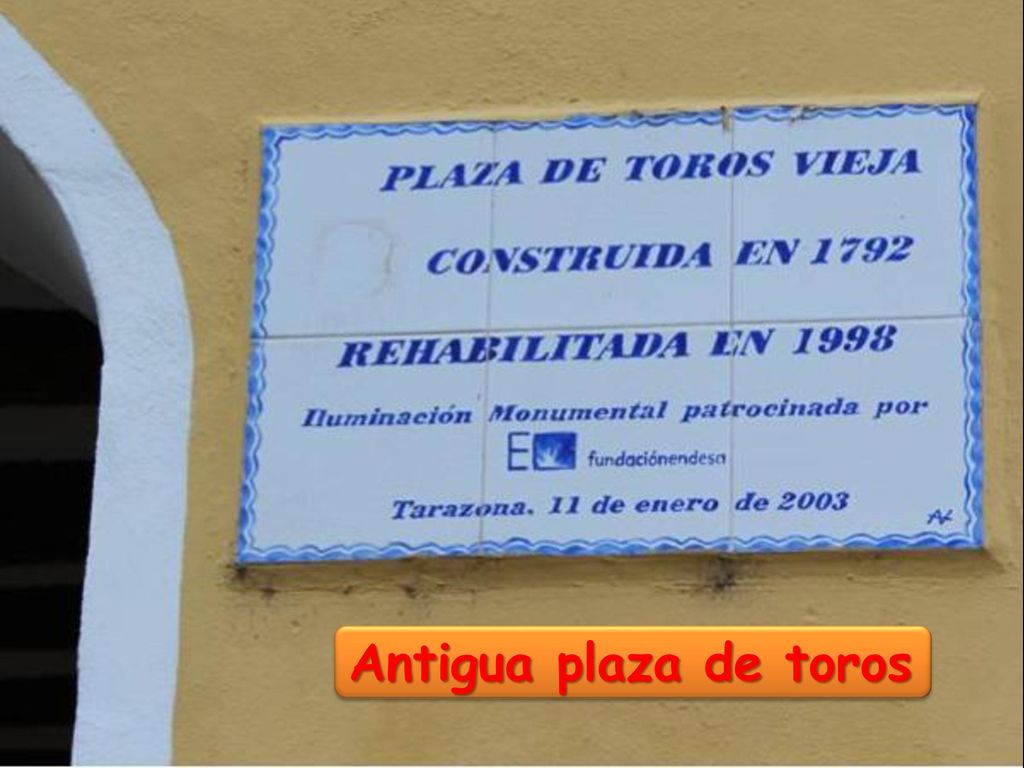 PLAZA DE TOROS VIEJA
CONSTRUIDA EN 1792
REHABILITADA EN 1998
Iluminación Monumental patrocinada por
E fundaciónendesa
Tarazona. 11 de enero de 2003
Antigua plaza de toros